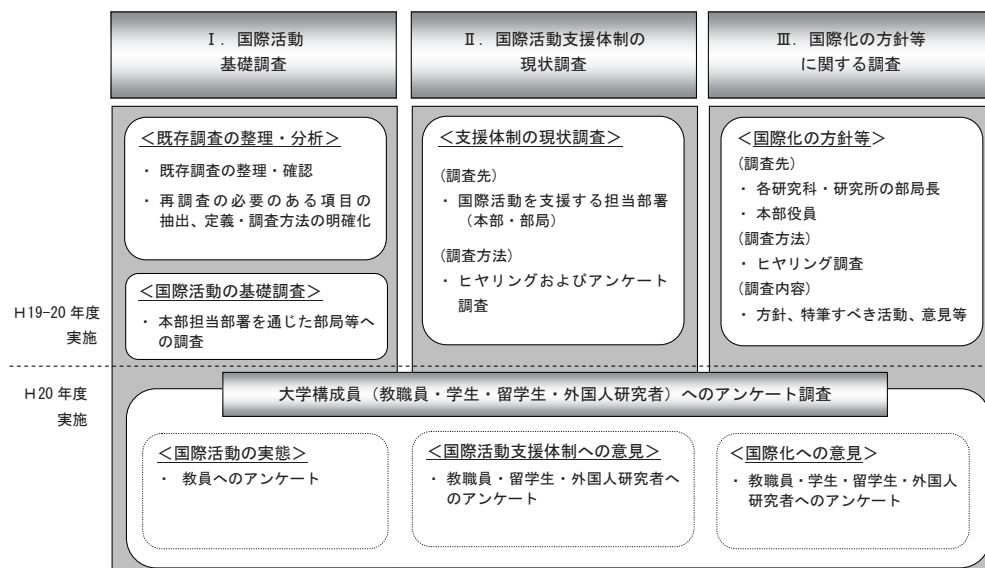 Ⅰ．国際活動
基礎調査
＜既存調査の整理・分析＞
・ 既存調査の整理・確認
・ 再調査の必要のある項目の
抽出、定義・調査方法の明確化
＜国際活動の基礎調査＞
・ 本部担当部署を通じた部局等へ
の調査
Ⅱ．国際活動支援体制の
現状調査
＜支援体制の現状調査＞
(調査先)
・ 国際活動を支援する担当部署
（本部・部局）
(調査方法)
・ ヒヤリングおよびアンケート
調査
Ⅲ．国際化の方針等
に関する調査
＜国際化の方針等＞
(調査先)
・ 各研究科・研究所の部局長
・ 本部役員
(調査方法)
・ ヒヤリング調査
(調査内容)
・ 方針、特筆すべき活動、意見等
H19-20 年度
実施
H20 年度
実施
大学構成員（教職員・学生・留学生・外国人研究者）へのアンケート調査
＜国際活動の実態＞
・ 教員へのアンケート
＜国際活動支援体制への意見＞
・ 教職員・留学生・外国人研究者へ
のアンケート
＜国際化への意見＞
・ 教職員・学生・留学生・外国人
研究者へのアンケート